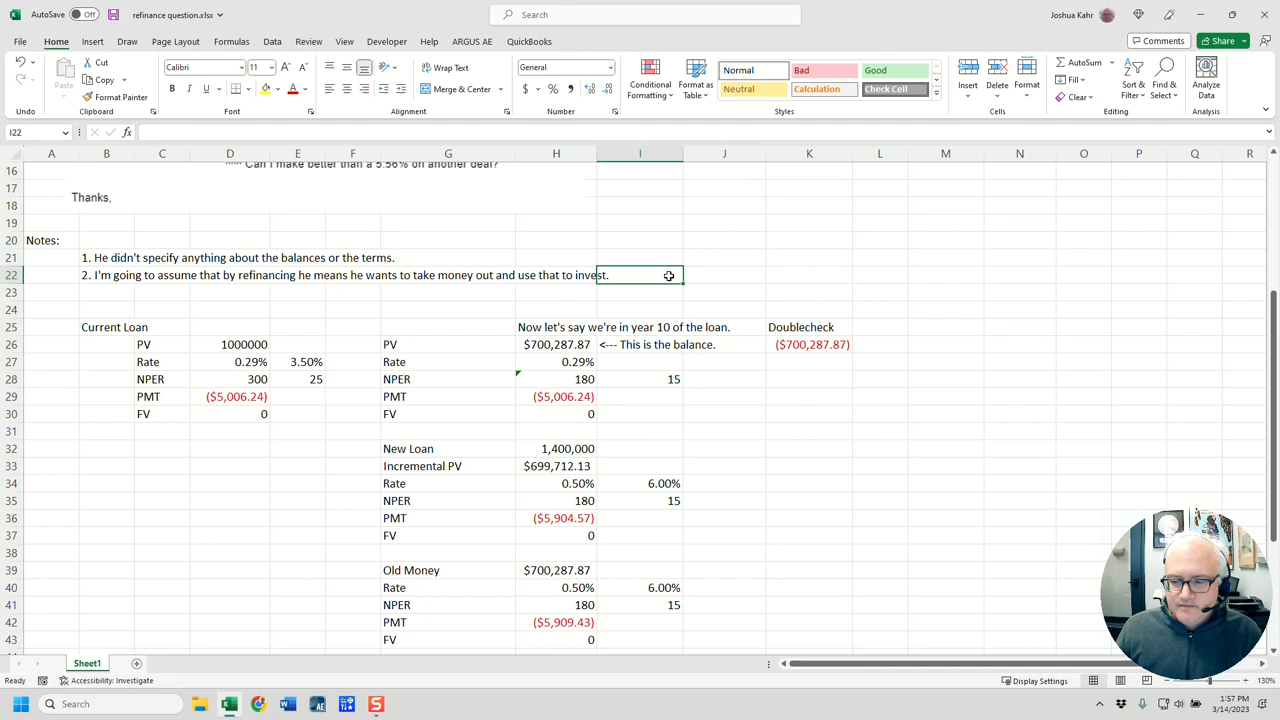 AutoSave Off refinance question.xlsx Search Joshua Kahr
File Home Insert Draw Page Layout Formulas Data Review View Developer Help ARGUS AE QuickBooks Comments Share
Cut Calibri 11 Wrap Text General Normal Bad Good AutoSum
Paste Copy Merge & Center Conditional Formatting Format as Table Neutral Calculation Check Cell Insert Delete Format Fill Sort & Filter Find & Select Analyze Data
Format Painter Clear
Undo Clipboard Font Alignment Number Styles Cells Editing Analysis
I22 fx
A B C D E F G H I J K L M N O P Q R
16 Can I make better than a 5.56% on another deal?
17 Thanks,
18
19
20 Notes:
21 1. He didn't specify anything about the balances or the terms.
22 2. I'm going to assume that by refinancing he means he wants to take money out and use that to invest.
23
24
25 Current Loan Now let's say we're in year 10 of the loan. Doublecheck
26 PV 1000000 PV $700,287.87 <--- This is the balance. ($700,287.87)
27 Rate 0.29% 3.50% Rate 0.29%
28 NPER 300 25 NPER 180 15
29 PMT ($5,006.24) PMT ($5,006.24)
30 FV 0 FV 0
31
32 New Loan 1,400,000
33 Incremental PV $699,712.13
34 Rate 0.50% 6.00%
35 NPER 180 15
36 PMT ($5,904.57)
37 FV 0
38
39 Old Money $700,287.87
40 Rate 0.50% 6.00%
41 NPER 180 15
42 PMT ($5,909.43)
43 FV 0
Sheet1
Ready Accessibility: Investigate Display Settings 130%
Search 1:57 PM
3/14/2023